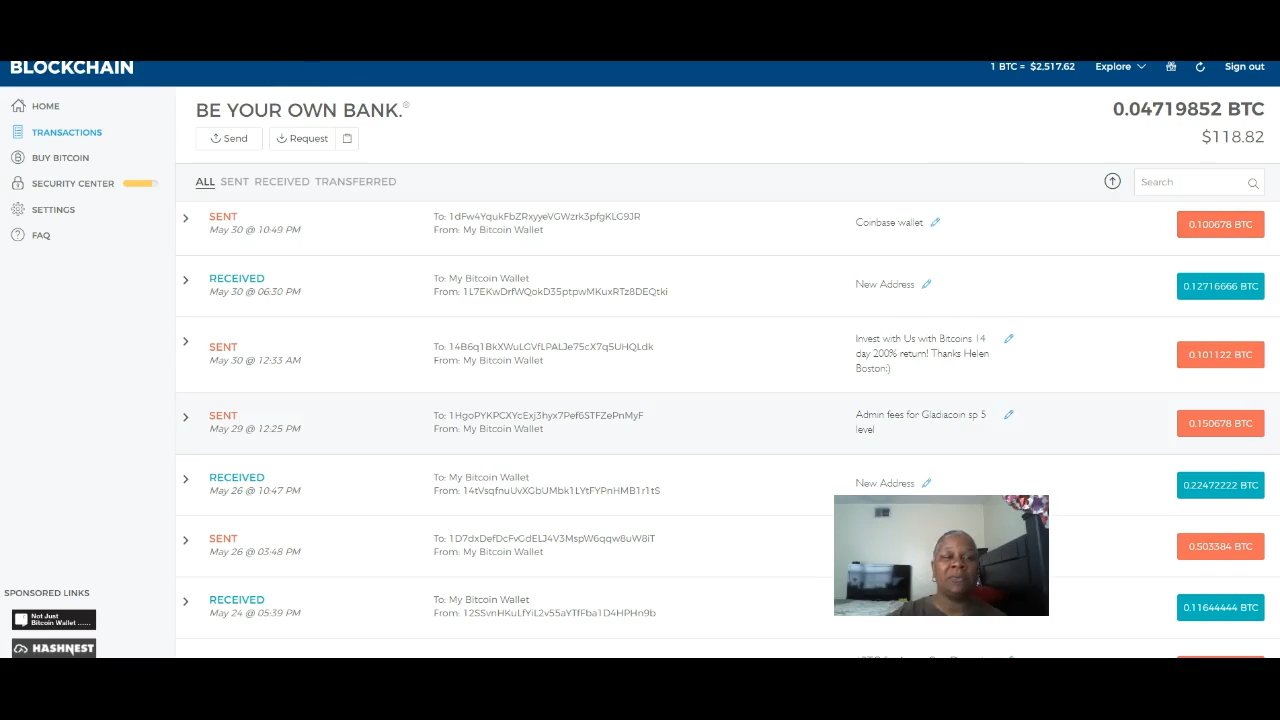 BLOCKCHAIN
1 BTC = $2,517.62 Explore Sign out
HOME
TRANSACTIONS
BUY BITCOIN
SECURITY CENTER
SETTINGS
FAQ
SPONSORED LINKS
Not Just
Bitcoin Wallet ......
HASHNEST
BE YOUR OWN BANK.
0.04719852 BTC
$118.82
Send Request
ALL SENT RECEIVED TRANSFERRED
Search
SENT
May 30 @ 10:49 PM
To: 1dFw4YqukFbZRxyyeVGWzrk3pfgKLG9JR
From: My Bitcoin Wallet
Coinbase wallet
0.100678 BTC
RECEIVED
May 30 @ 06:30 PM
To: My Bitcoin Wallet
From: 1L7EKwDrfWQokD35ptpwMKuxRTz8DEQtki
New Address
0.12716666 BTC
SENT
May 30 @ 12:33 AM
To: 14B6q1BkXWuLGVfLPALJe75cX7q5UHQLdk
From: My Bitcoin Wallet
Invest with Us with Bitcoins 14
day 200% return! Thanks Helen
Boston:)
0.101122 BTC
SENT
May 29 @ 12:25 PM
To: 1HgoPYKPCXYcExj3hyx7Pef6STFZePnMyF
From: My Bitcoin Wallet
Admin fees for Gladiacoin sp 5
level
0.150678 BTC
RECEIVED
May 26 @ 10:47 PM
To: My Bitcoin Wallet
From: 14tVsqfnuUvXGbUMbk1LYtFYPnHMB1r1tS
New Address
0.22472222 BTC
SENT
May 26 @ 03:48 PM
To: 1D7dxDefDcFvGdELJ4V3MspW6qqw8uW8iT
From: My Bitcoin Wallet
0.503384 BTC
RECEIVED
May 24 @ 05:39 PM
To: My Bitcoin Wallet
From: 12SSvnHKuLfYiL2v55aYTfFba1D4HPHn9b
0.11644444 BTC